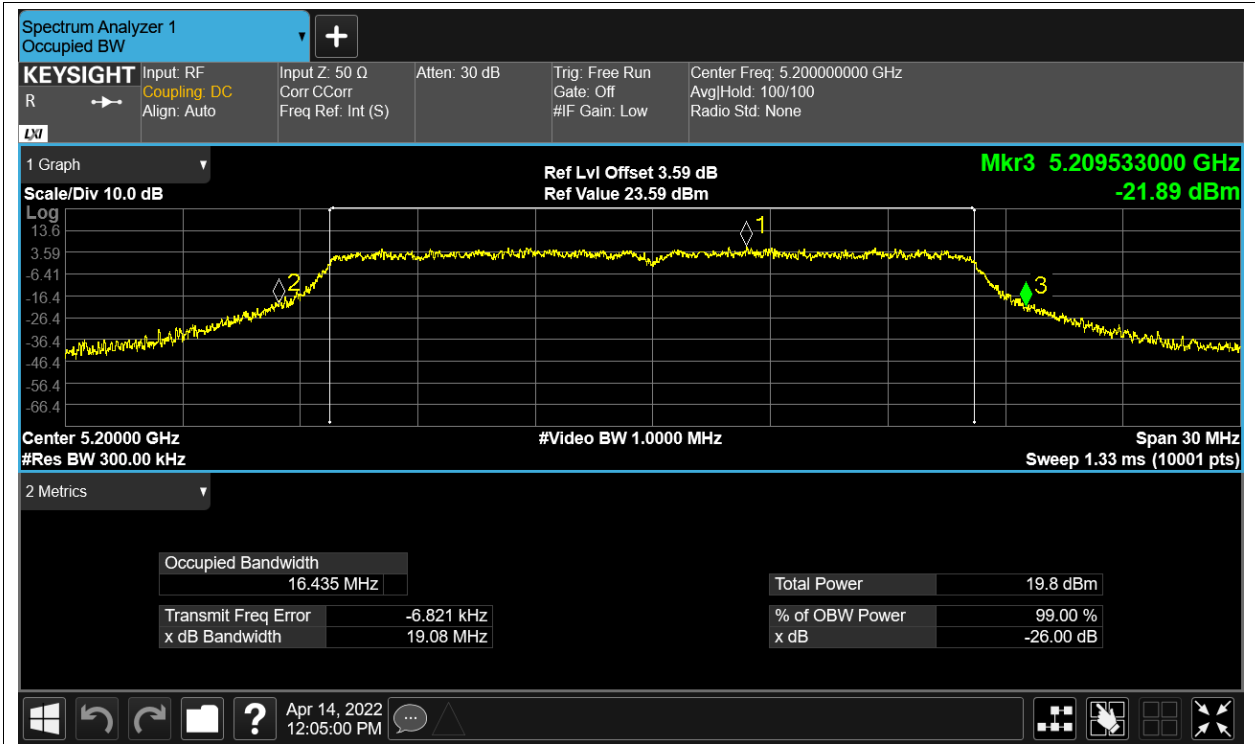 Spectrum Analyzer 1
Occupied BW
KEYSIGHT
R
LXI
Input: RF
Coupling: DC
Align: Auto
Input Z: 50 Ω
Corr CCorr
Freq Ref: Int (S)
Atten: 30 dB
Trig: Free Run
Gate: Off
#IF Gain: Low
Center Freq: 5.200000000 GHz
Avg|Hold: 100/100
Radio Std: None
1 Graph
Scale/Div 10.0 dB
Ref Lvl Offset 3.59 dB
Ref Value 23.59 dBm
Mkr3 5.209533000 GHz
-21.89 dBm
Log
13.6
3.59
-6.41
-16.4
-26.4
-36.4
-46.4
-56.4
-66.4
1
2
3
Center 5.20000 GHz
#Video BW 1.0000 MHz
Span 30 MHz
#Res BW 300.00 kHz
Sweep 1.33 ms (10001 pts)
2 Metrics
Occupied Bandwidth
16.435 MHz
Total Power 19.8 dBm
Transmit Freq Error -6.821 kHz
% of OBW Power 99.00 %
x dB Bandwidth 19.08 MHz
x dB -26.00 dB
Apr 14, 2022
12:05:00 PM